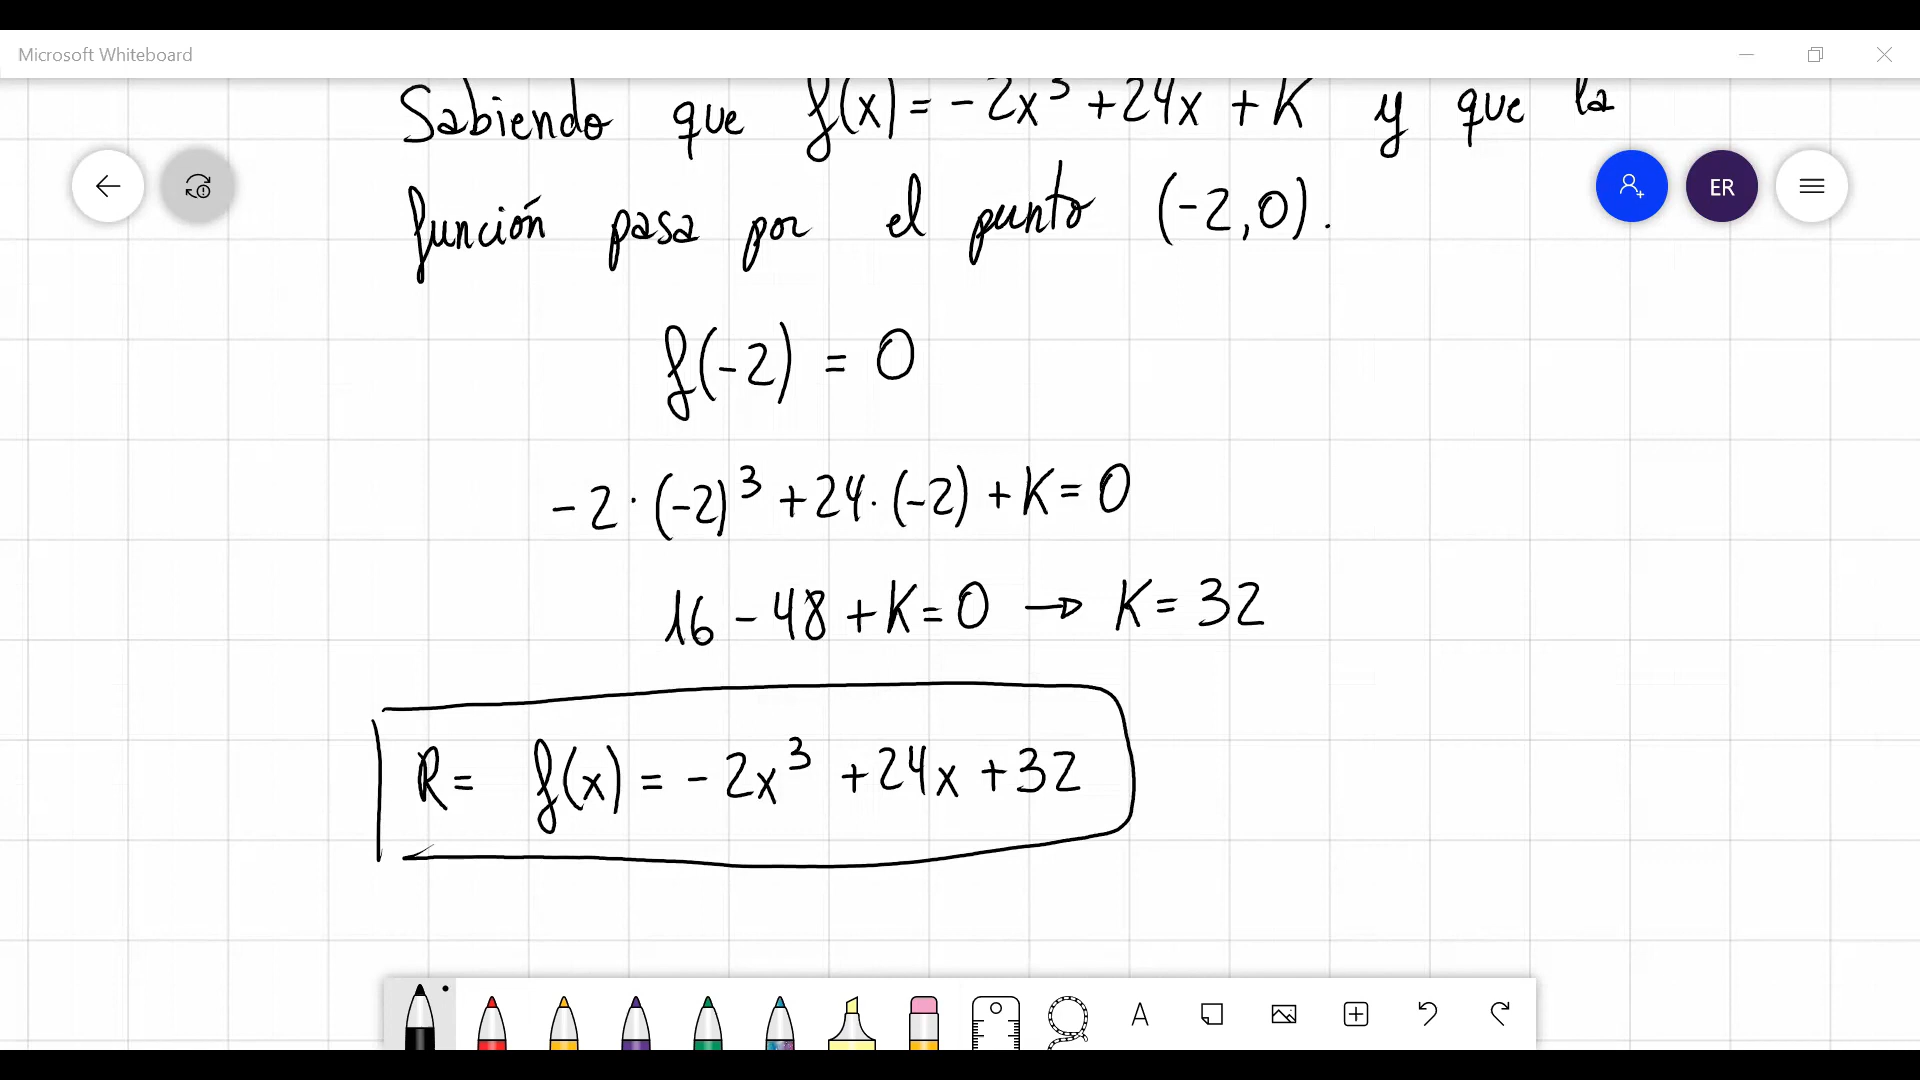 Microsoft Whiteboard
Sabiendo que f(x) = -2x³ + 24x + K y que la
función pasa por el punto (-2,0).
ER
f(-2) = 0
-2·(-2)³ + 24·(-2) + K = 0
16 - 48 + K = 0 → K = 32
R = f(x) = -2x³ + 24x + 32
A